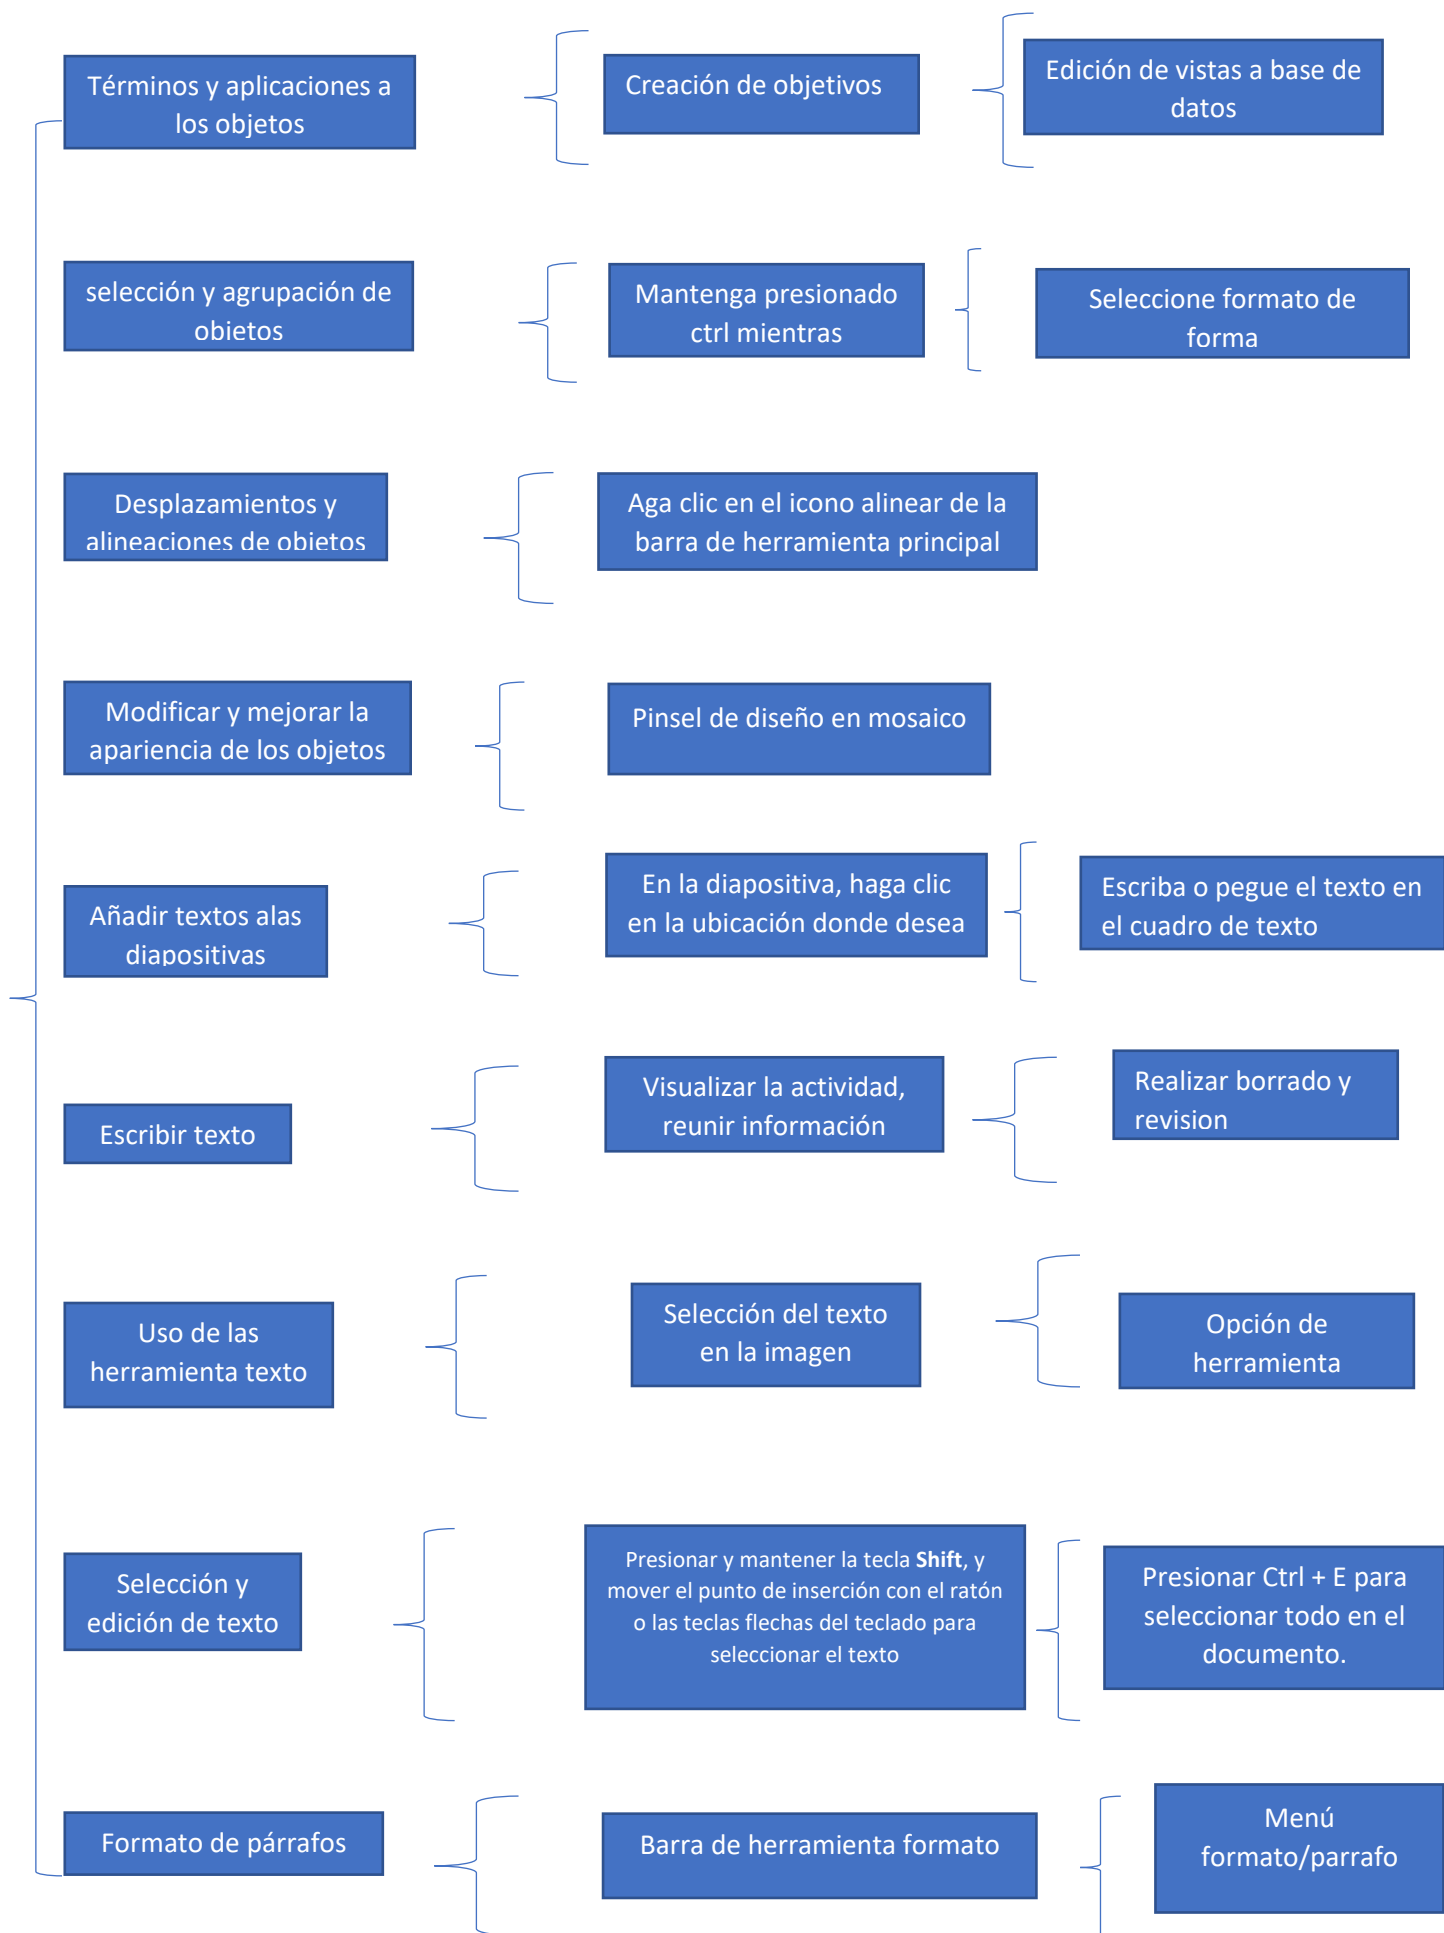 Términos y aplicaciones a
los objetos
Creación de objetivos
Edición de vistas a base de
datos
selección y agrupación de
objetos
Mantenga presionado
ctrl mientras
Seleccione formato de
forma
Desplazamientos y
alineaciones de objetos
Aga clic en el icono alinear de la
barra de herramienta principal
Modificar y mejorar la
apariencia de los objetos
Pinsel de diseño en mosaico
Añadir textos alas
diapositivas
En la diapositiva, haga clic
en la ubicación donde desea
Escriba o pegue el texto en
el cuadro de texto
Escribir texto
Visualizar la actividad,
reunir información
Realizar borrado y
revision
Uso de las
herramienta texto
Selección del texto
en la imagen
Opción de
herramienta
Selección y
edición de texto
Presionar y mantener la tecla Shift, y
mover el punto de inserción con el ratón
o las teclas flechas del teclado para
seleccionar el texto
Presionar Ctrl + E para
seleccionar todo en el
documento.
Formato de párrafos
Barra de herramienta formato
Menú
formato/parrafo